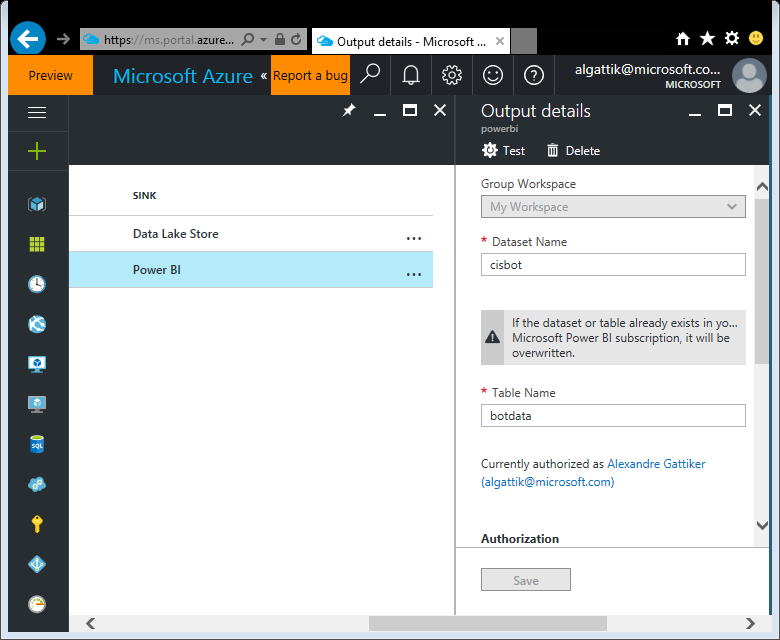 https://ms.portal.azure...
Output details - Microsoft ...
Preview
Microsoft Azure «
Report a bug
algattik@microsoft.co...
MICROSOFT
SINK
Data Lake Store ...
Power BI ...
SQL
Output details
powerbi
Test
Delete
Group Workspace
My Workspace
* Dataset Name
cisbot
If the dataset or table already exists in yo...
Microsoft Power BI subscription, it will be
overwritten.
* Table Name
botdata
Currently authorized as Alexandre Gattiker
(algattik@microsoft.com)
Authorization
Save